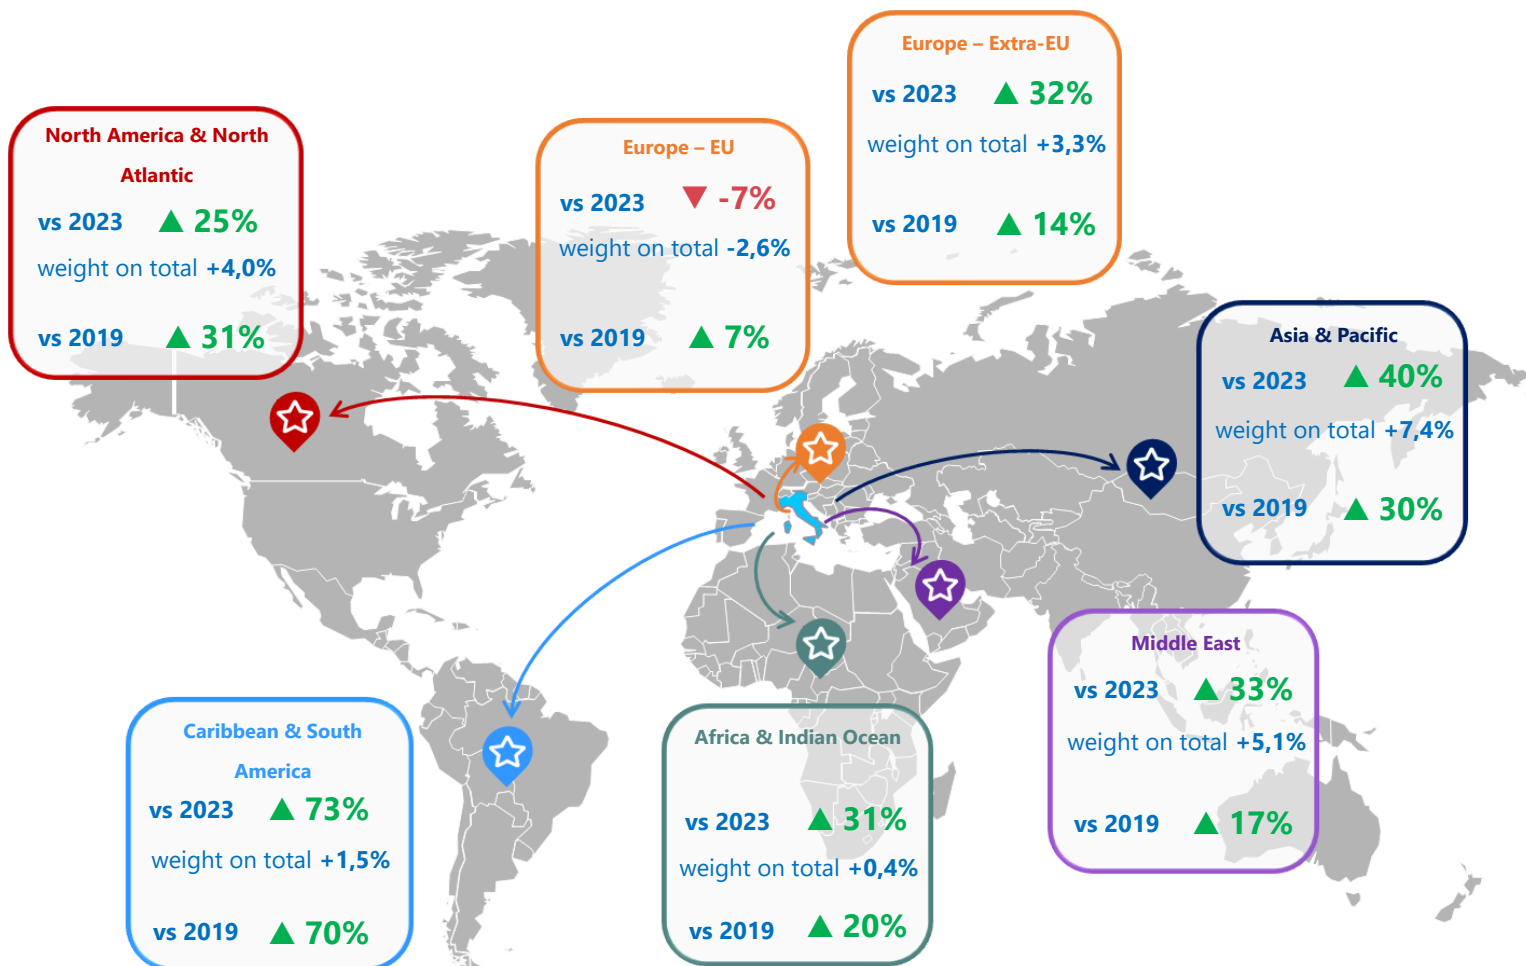 North America & North
Atlantic
vs 2023 ▲ 25%
weight on total +4,0%
vs 2019 ▲ 31%
Europe – EU
vs 2023 ▼ -7%
weight on total -2,6%
vs 2019 ▲ 7%
Europe – Extra-EU
vs 2023 ▲ 32%
weight on total +3,3%
vs 2019 ▲ 14%
Asia & Pacific
vs 2023 ▲ 40%
weight on total +7,4%
vs 2019 ▲ 30%
Caribbean & South
America
vs 2023 ▲ 73%
weight on total +1,5%
vs 2019 ▲ 70%
Africa & Indian Ocean
vs 2023 ▲ 31%
weight on total +0,4%
vs 2019 ▲ 20%
Middle East
vs 2023 ▲ 33%
weight on total +5,1%
vs 2019 ▲ 17%